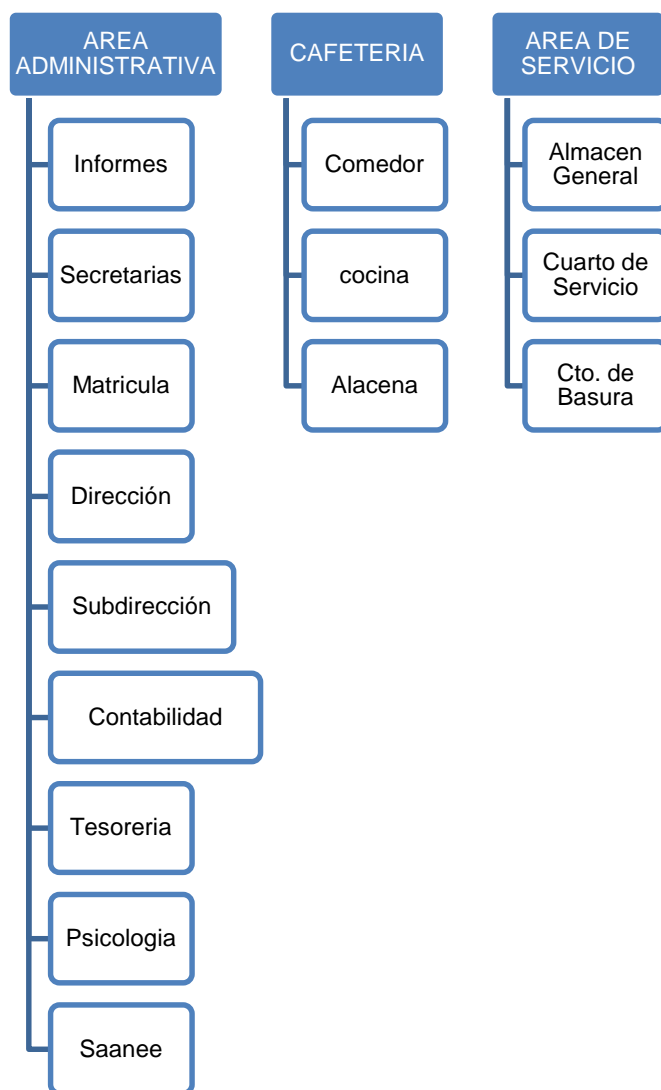 AREA
ADMINISTRATIVA
Informes
Secretarias
Matricula
Dirección
Subdirección
Contabilidad
Tesoreria
Psicologia
Saanee
CAFETERIA
Comedor
cocina
Alacena
AREA DE
SERVICIO
Almacen
General
Cuarto de
Servicio
Cto. de
Basura